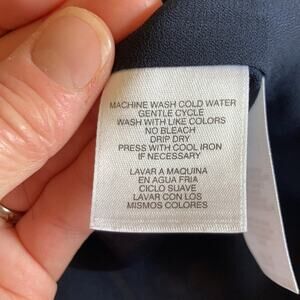 MACHINE WASH COLD WATER
GENTLE CYCLE
WASH WITH LIKE COLORS
NO BLEACH
DRIP DRY
PRESS WITH COOL IRON
IF NECESSARY
LAVAR A MAQUINA
EN AGUA FRIA
CICLO SUAVE
LAVAR CON LOS
MISMOS COLORES